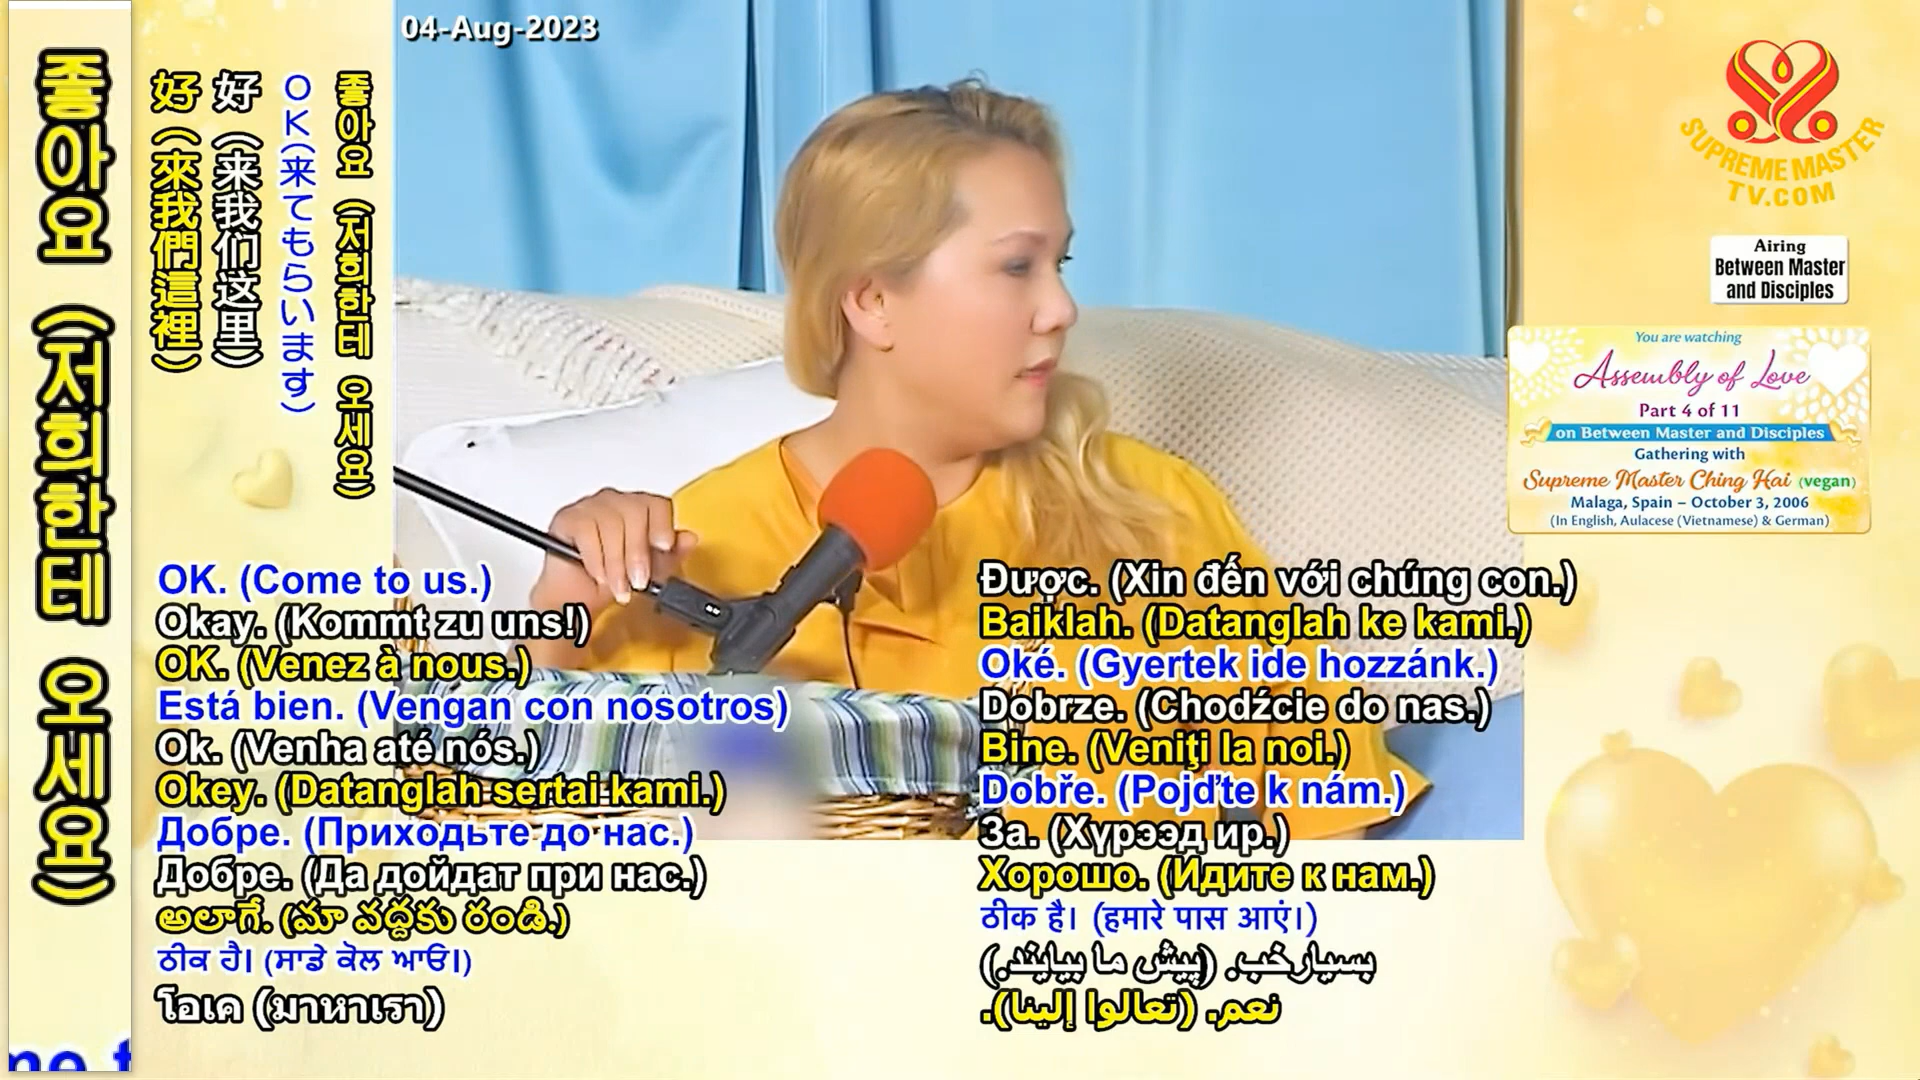 04-Aug-2023
좋아요 (저희한테 오세요)
好 (來我們這裡)
好 (来我们这里)
OK(来てもらいます)
좋아요 (저희한테 오세요)
SUPREME MASTER
TV.COM
Airing
Between Master
and Disciples
You are watching
Assembly of Love
Part 4 of 11
on Between Master and Disciples
Gathering with
Supreme Master Ching Hai (vegan)
Malaga, Spain – October 3, 2006
(In English, Aulacese (Vietnamese) & German)
OK. (Come to us.)
Okay. (Kommt zu uns!)
OK. (Venez à nous.)
Está bien. (Vengan con nosotros)
Ok. (Venha até nós.)
Okey. (Datanglah sertai kami.)
Добре. (Приходьте до нас.)
Добре. (Да дойдат при нас.)
అలాగే. (మా వద్దకు రండి.)
ਠੀਕ ਹੈ। (ਸਾਡੇ ਕੋਲ ਆਓ।)
โอเค (มาหาเรา)
Được. (Xin đến với chúng con.)
Baiklah. (Datanglah ke kami.)
Oké. (Gyertek ide hozzánk.)
Dobrze. (Chodźcie do nas.)
Bine. (Veniţi la noi.)
Dobře. (Pojďte k nám.)
За. (Хүрээд ир.)
Хорошо. (Идите к нам.)
ठीक है। (हमारे पास आएं।)
بسیارخب. (پیش ما بیایند.)
نعم. (تعالوا إلينا).